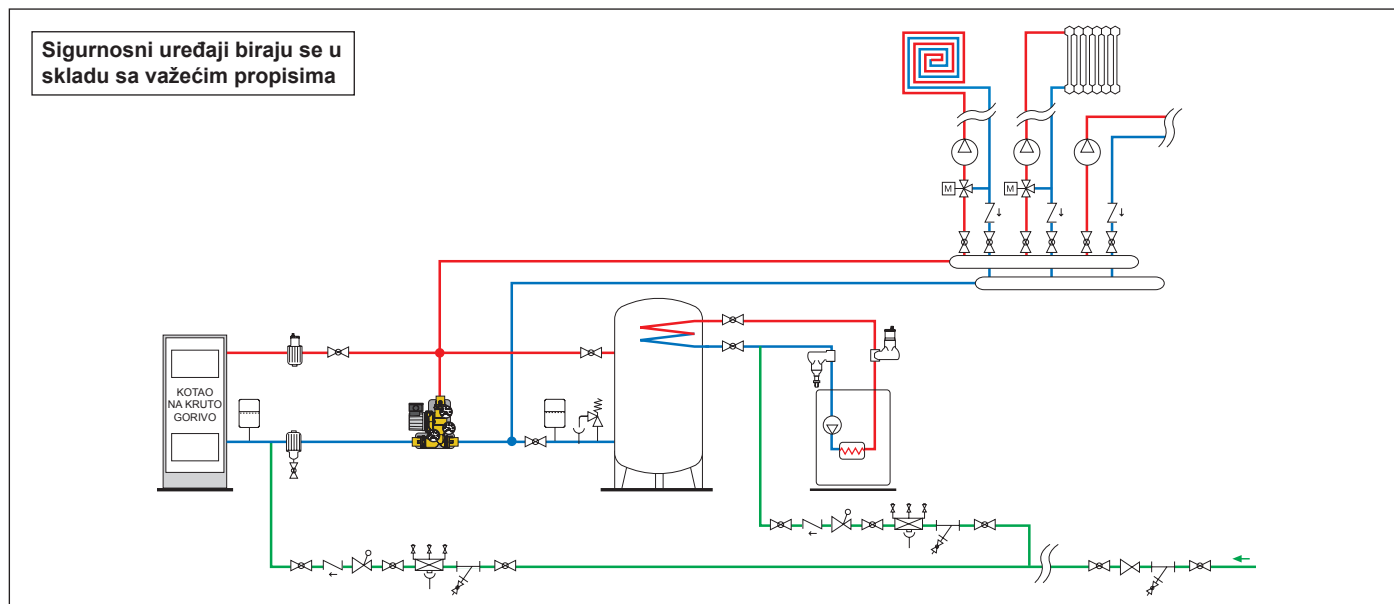 Sigurnosni uređaji biraju se u
skladu sa važećim propisima
M
M
KOTAO
NA KRUTO
GORIVO